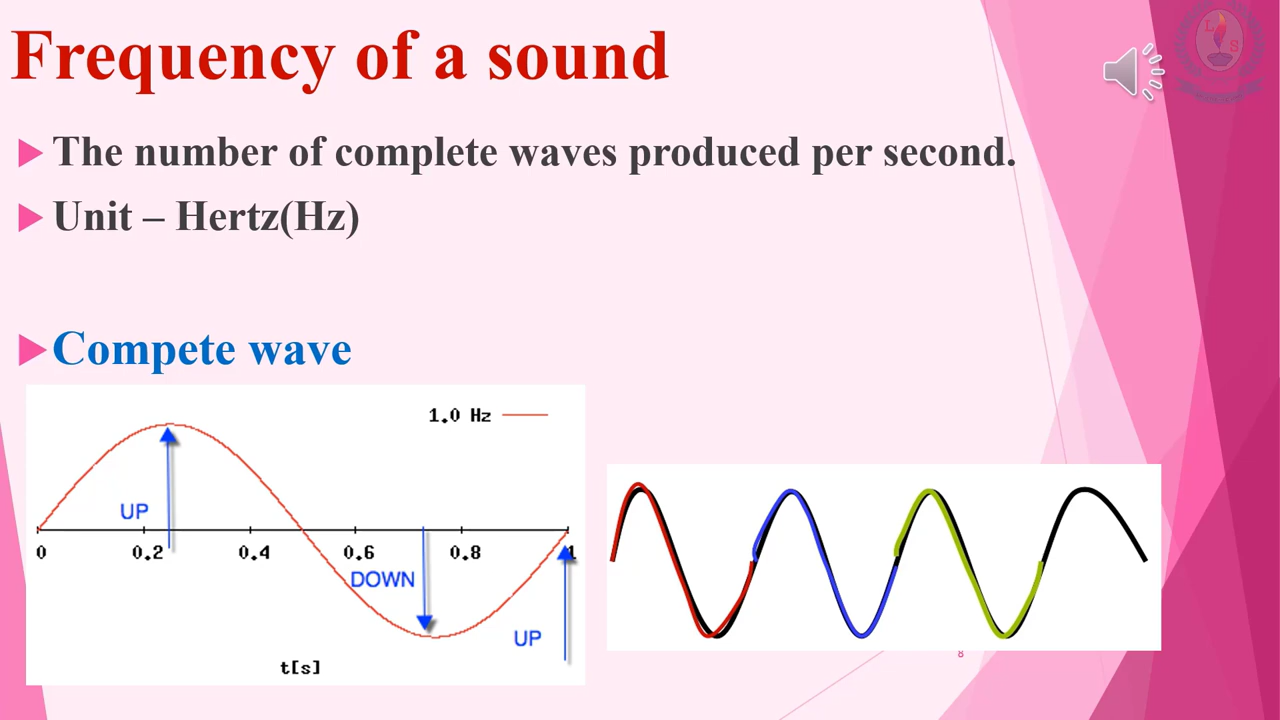 Frequency of a sound
L
S
The number of complete waves produced per second.
Unit – Hertz(Hz)
Compete wave
1.0 Hz
UP
0 0.2 0.4 0.6 0.8 1
DOWN
UP
t[s]
8